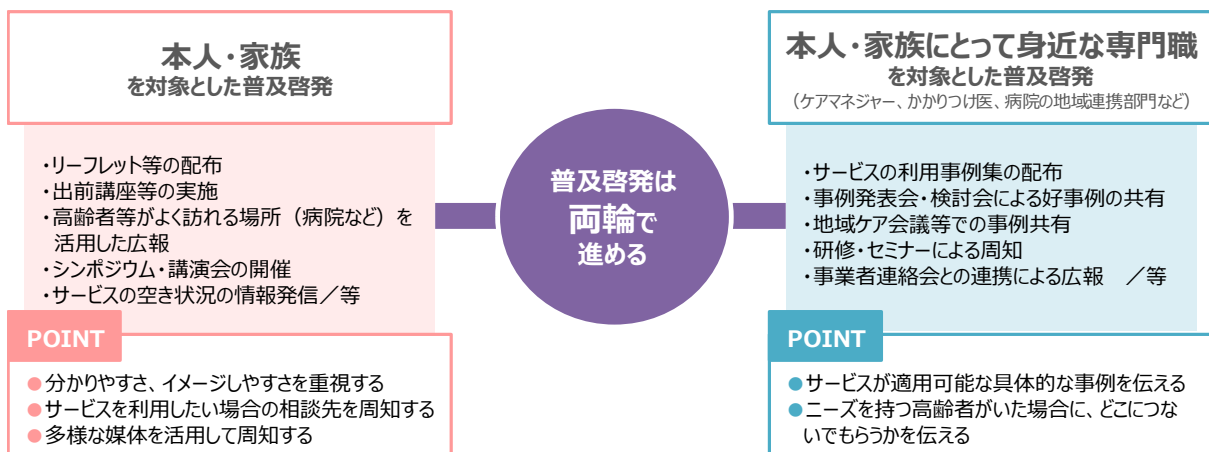 本人・家族
を対象とした普及啓発
・リーフレット等の配布
・出前講座等の実施
・高齢者等がよく訪れる場所（病院など）を
活用した広報
・シンポジウム・講演会の開催
・サービスの空き状況の情報発信／等
POINT
●分かりやすさ、イメージしやすさを重視する
●サービスを利用したい場合の相談先を周知する
●多様な媒体を活用して周知する
普及啓発は
両輪で
進める
本人・家族にとって身近な専門職
を対象とした普及啓発
（ケアマネジャー、かかりつけ医、病院の地域連携部門など）
・サービスの利用事例集の配布
・事例発表会・検討会による好事例の共有
・地域ケア会議等での事例共有
・研修・セミナーによる周知
・事業者連絡会との連携による広報　／等
POINT
●サービスが適用可能な具体的な事例を伝える
●ニーズを持つ高齢者がいた場合に、どこにつな
いでもらうかを伝える